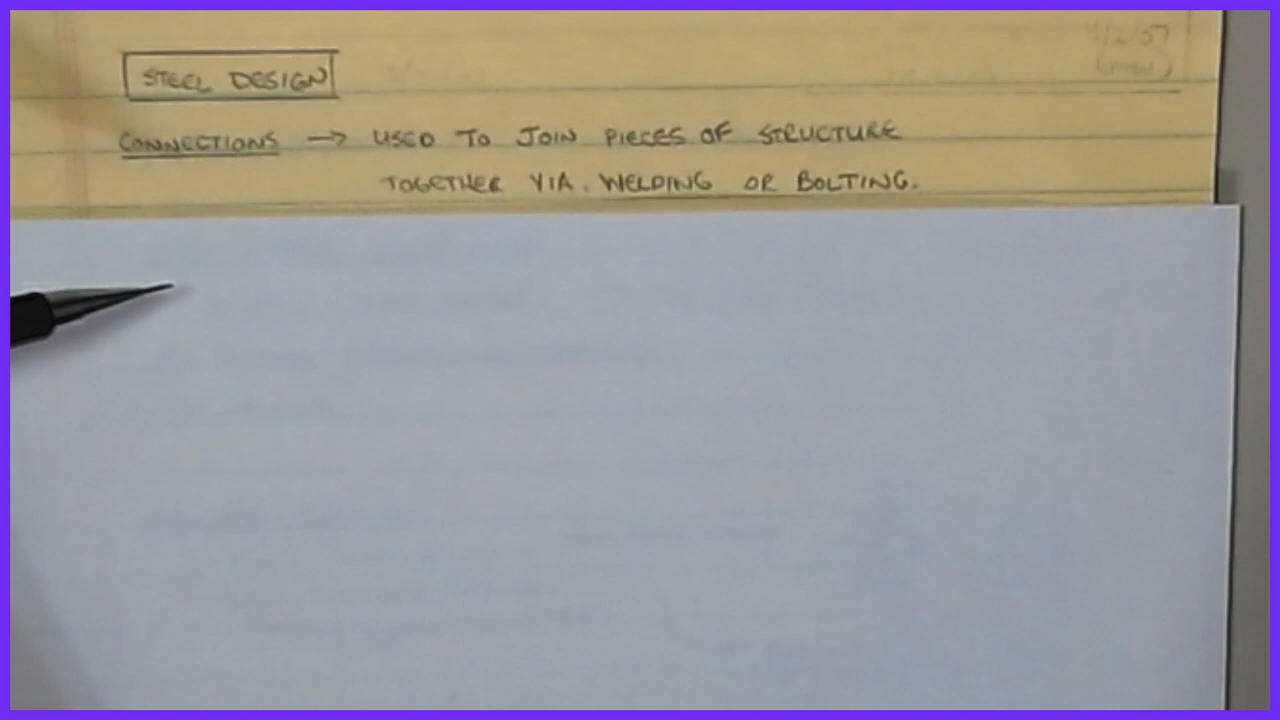 STEEL DESIGN
CONNECTIONS → USED TO JOIN PIECES OF STRUCTURE
TOGETHER VIA. WELDING OR BOLTING.